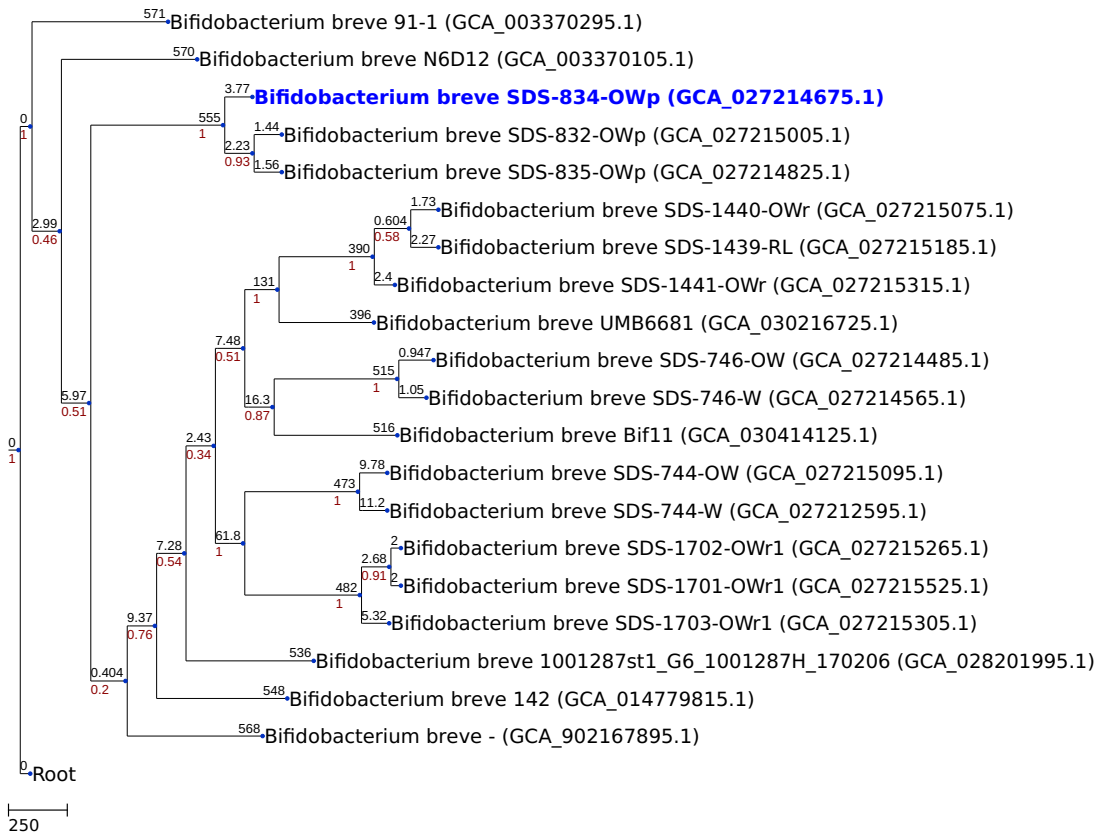 571
Bifidobacterium breve 91-1 (GCA_003370295.1)
570
Bifidobacterium breve N6D12 (GCA_003370105.1)
3.77
Bifidobacterium breve SDS-834-OWp (GCA_027214675.1)
0
1
555
1
1.44
Bifidobacterium breve SDS-832-OWp (GCA_027215005.1)
2.23
0.93
1.56
Bifidobacterium breve SDS-835-OWp (GCA_027214825.1)
1.73
Bifidobacterium breve SDS-1440-OWr (GCA_027215075.1)
2.99
0.46
0.604
0.58
2.27
Bifidobacterium breve SDS-1439-RL (GCA_027215185.1)
390
1
2.4
Bifidobacterium breve SDS-1441-OWr (GCA_027215315.1)
131
1
396
Bifidobacterium breve UMB6681 (GCA_030216725.1)
7.48
0.51
0.947
Bifidobacterium breve SDS-746-OW (GCA_027214485.1)
515
1
5.97
0.51
1.05
Bifidobacterium breve SDS-746-W (GCA_027214565.1)
16.3
0.87
516
Bifidobacterium breve Bif11 (GCA_030414125.1)
0
1
2.43
0.34
9.78
Bifidobacterium breve SDS-744-OW (GCA_027215095.1)
473
1
11.2
Bifidobacterium breve SDS-744-W (GCA_027212595.1)
61.8
1
2
Bifidobacterium breve SDS-1702-OWr1 (GCA_027215265.1)
7.28
0.54
2.68
0.91
2
Bifidobacterium breve SDS-1701-OWr1 (GCA_027215525.1)
482
1
5.32
Bifidobacterium breve SDS-1703-OWr1 (GCA_027215305.1)
9.37
0.76
536
Bifidobacterium breve 1001287st1_G6_1001287H_170206 (GCA_028201995.1)
0.404
0.2
548
Bifidobacterium breve 142 (GCA_014779815.1)
568
Bifidobacterium breve - (GCA_902167895.1)
0
Root
250